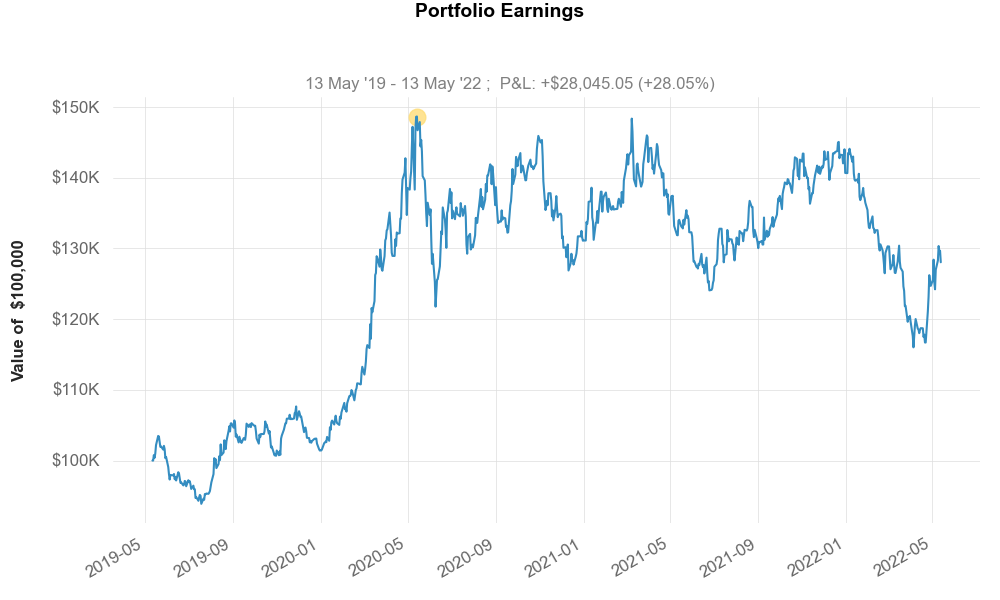 Portfolio Earnings
13 May '19 - 13 May '22 ;  P&L: +$28,045.05 (+28.05%)
Value of  $100,000
$150K
$140K
$130K
$120K
$110K
$100K
2019-05
2019-09
2020-01
2020-05
2020-09
2021-01
2021-05
2021-09
2022-01
2022-05